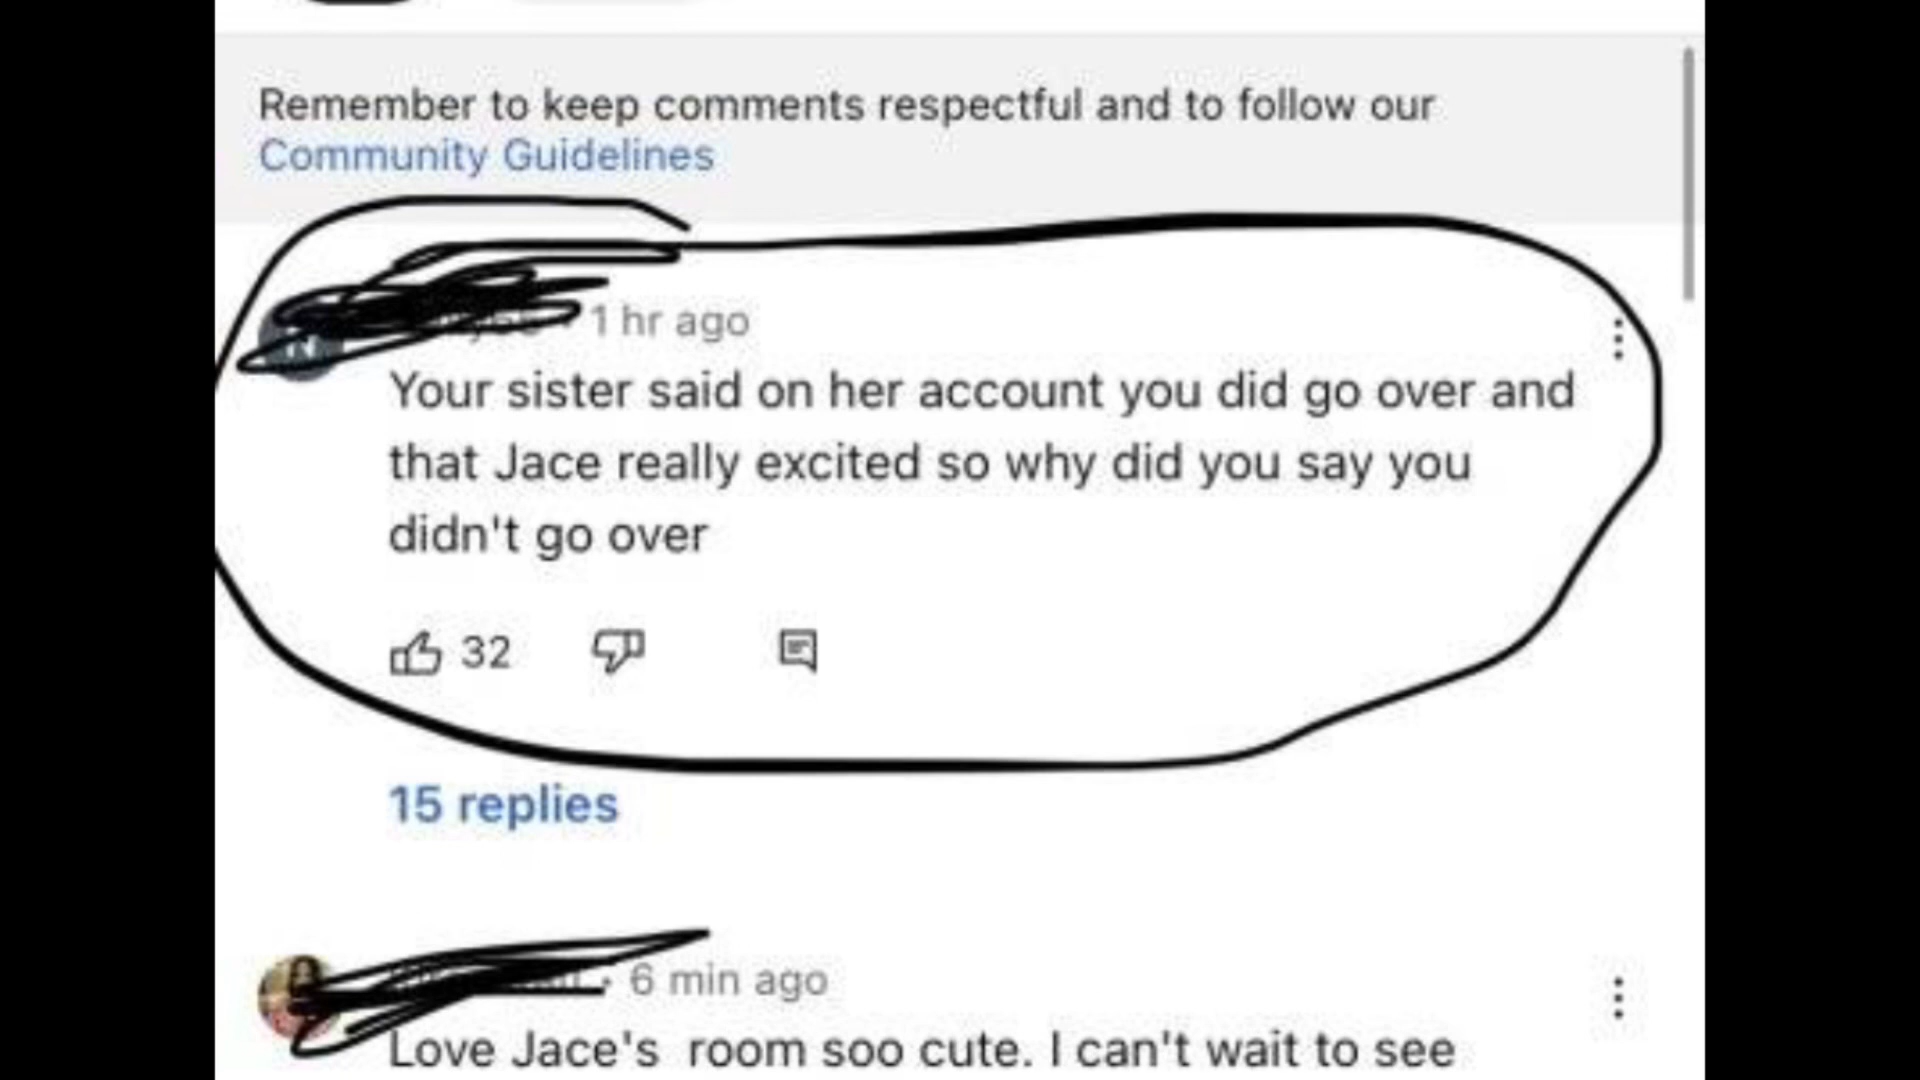 Remember to keep comments respectful and to follow our
Community Guidelines
1 hr ago
Your sister said on her account you did go over and
that Jace really excited so why did you say you
didn't go over
32
15 replies
6 min ago
Love Jace's room soo cute. I can't wait to see